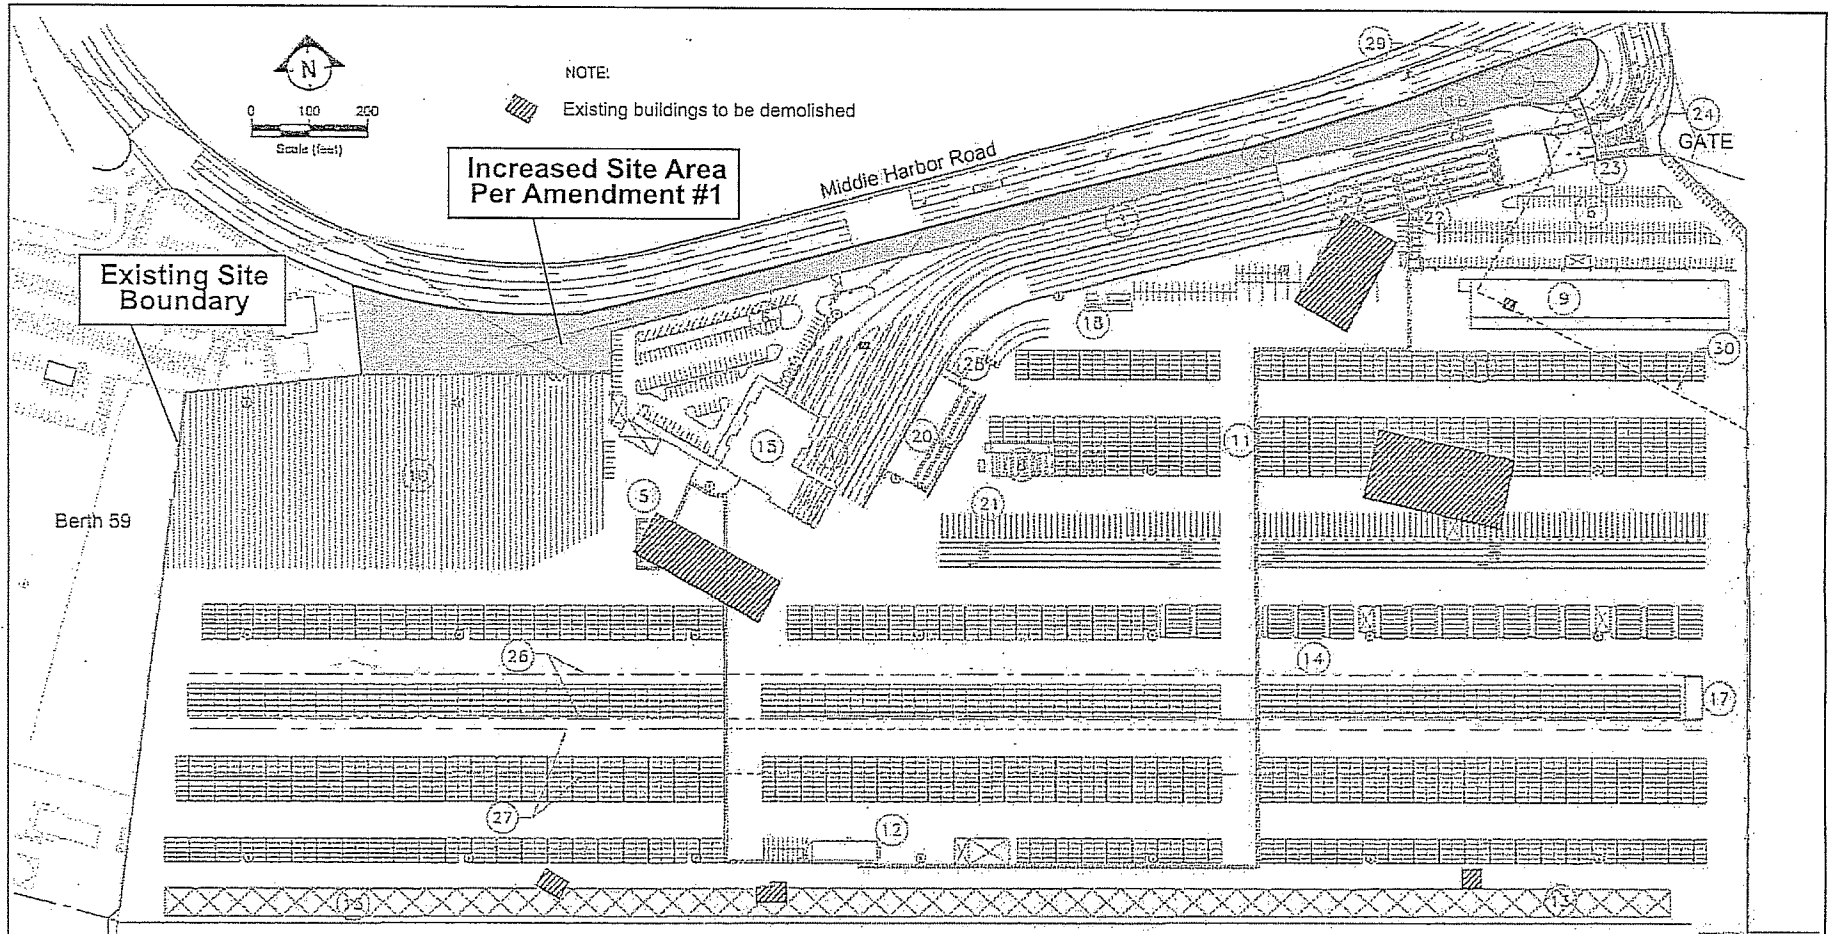 N
NOTE:
0 100 200
Scale (feet)
Existing buildings to be demolished
Increased Site Area
Per Amendment #1
Middle Harbor Road
Existing Site
Boundary
29
24
GATE
23
22
3
9
18
30
28
20
11
15
5
21
Berth 59
26
14
17
27
12
13